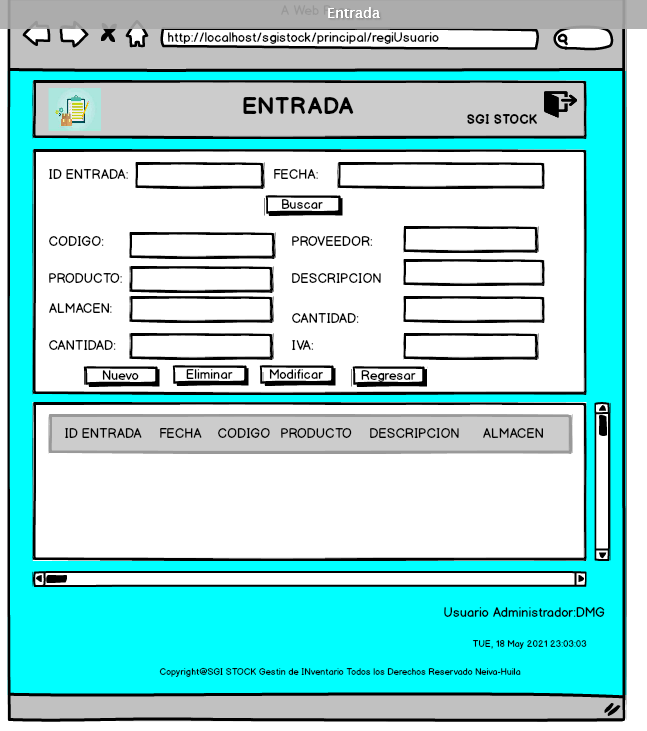 A Web
Entrada
http://localhost/sgistock/principal/regiUsuario
ENTRADA
SGI STOCK
ID ENTRADA:
FECHA:
Buscar
CODIGO:
PROVEEDOR:
PRODUCTO:
DESCRIPCION
ALMACEN:
CANTIDAD:
CANTIDAD:
IVA:
Nuevo
Eliminar
Modificar
Regresar
ID ENTRADA FECHA CODIGO PRODUCTO DESCRIPCION ALMACEN
Usuario Administrador:DMG
TUE, 18 May 2021 23:03:03
Copyright@SGI STOCK Gestin de INventario Todos los Derechos Reservado Neiva-Huila